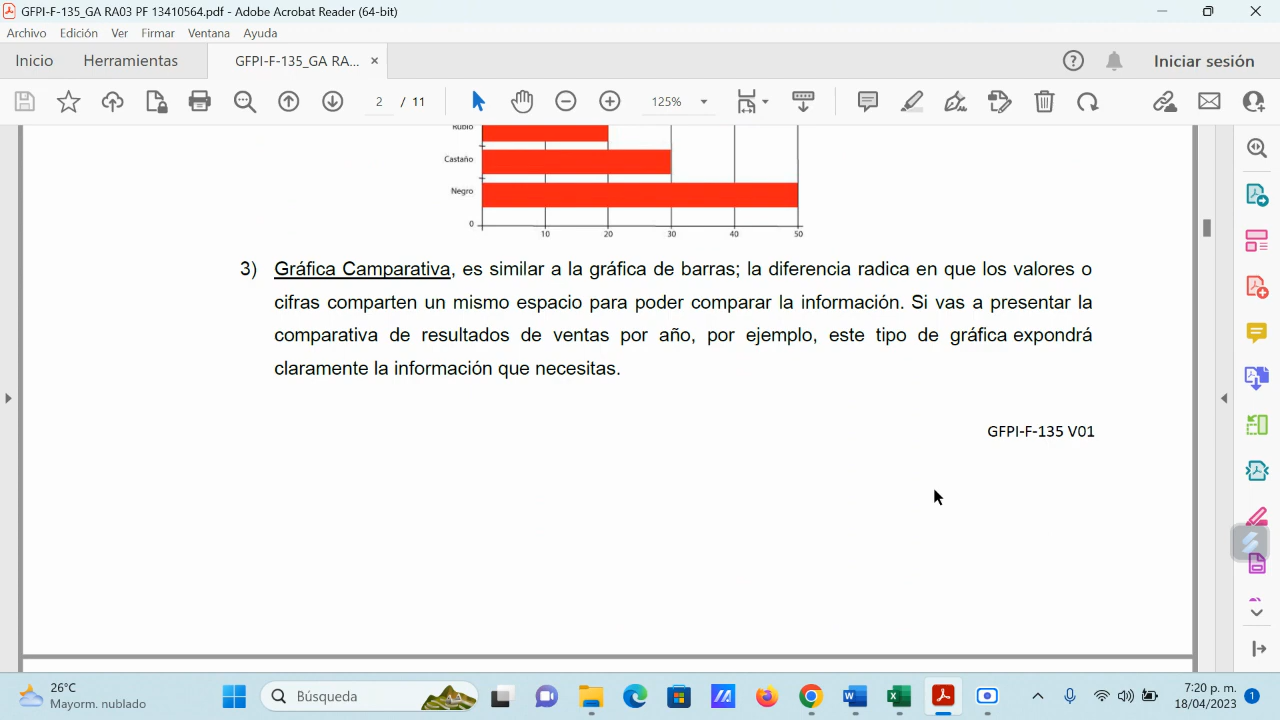 GFPI-F-135_GA RA03 PF 13410564.pdf - Adobe Acrobat Reader (64-bit)
Archivo Edición Ver Firmar Ventana Ayuda
Inicio Herramientas GFPI-F-135_GA RA... × Iniciar sesión
2 / 11 125%
Rubio
Castaño
Negro
0
10 20 30 40 50
3) Gráfica Camparativa, es similar a la gráfica de barras; la diferencia radica en que los valores o
cifras comparten un mismo espacio para poder comparar la información. Si vas a presentar la
comparativa de resultados de ventas por año, por ejemplo, este tipo de gráfica expondrá
claramente la información que necesitas.
GFPI-F-135 V01
26°C
Mayorm. nublado
Búsqueda
7:20 p. m.
18/04/2023
1